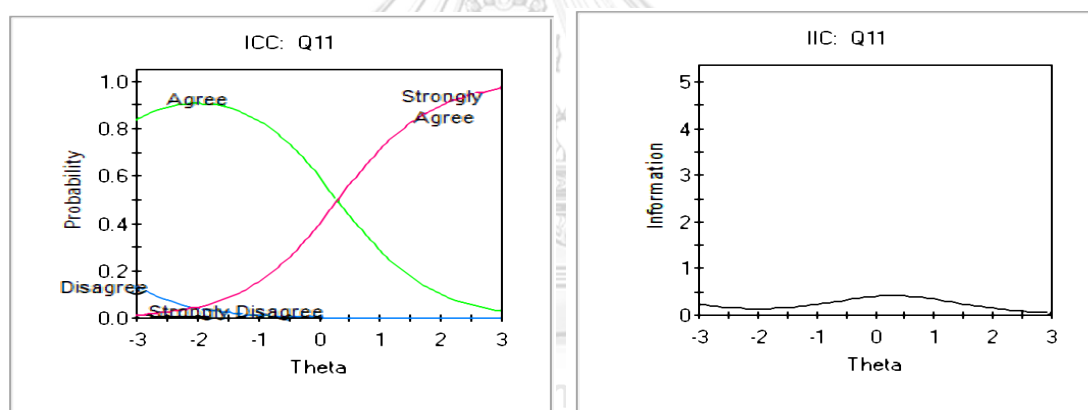 ICC: Q11
1.0
0.8
0.6
0.4
0.2
0.0
Probability
Agree
Strongly
Agree
Disagree
Strongly Disagree
-3 -2 -1 0 1 2 3
Theta
IIC: Q11
5
4
3
2
1
0
Information
-3 -2 -1 0 1 2 3
Theta